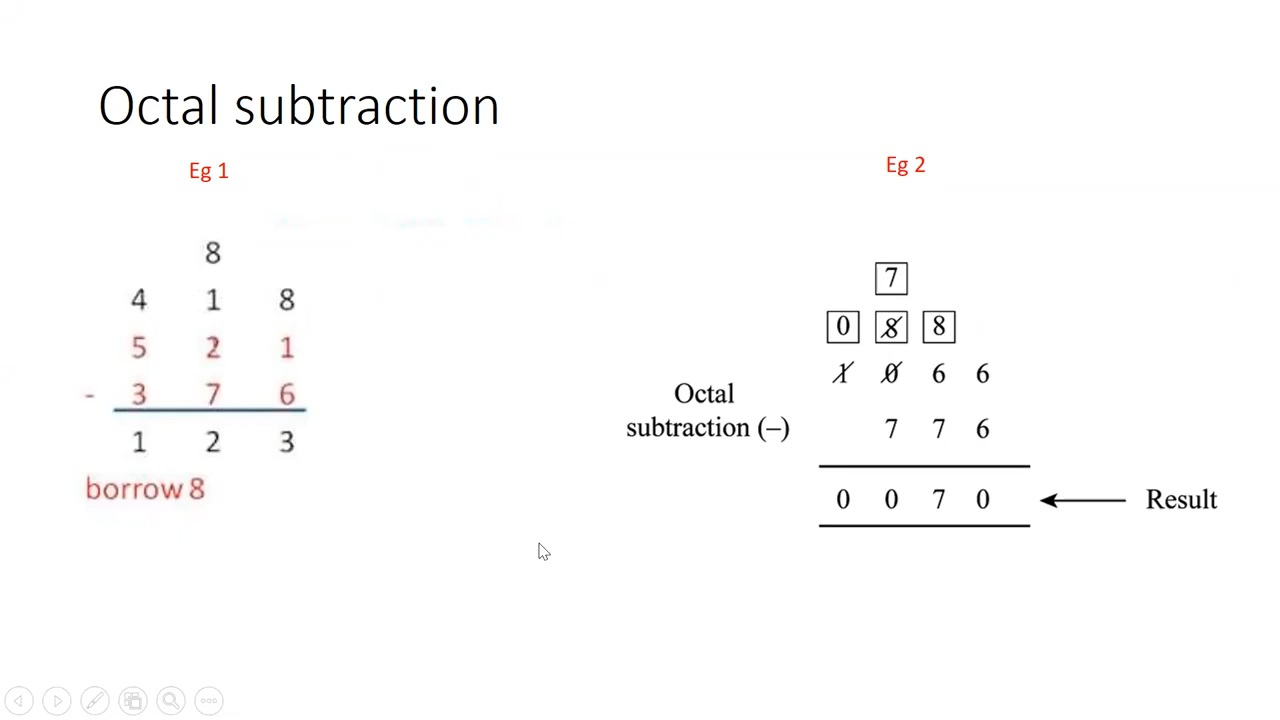 Octal subtraction
Eg 1
8
4 1 8
5 2 1
- 3 7 6
1 2 3
borrow 8
Eg 2
7
0 8 8
1 0 6 6
Octal
subtraction (–)
7 7 6
0 0 7 0
Result